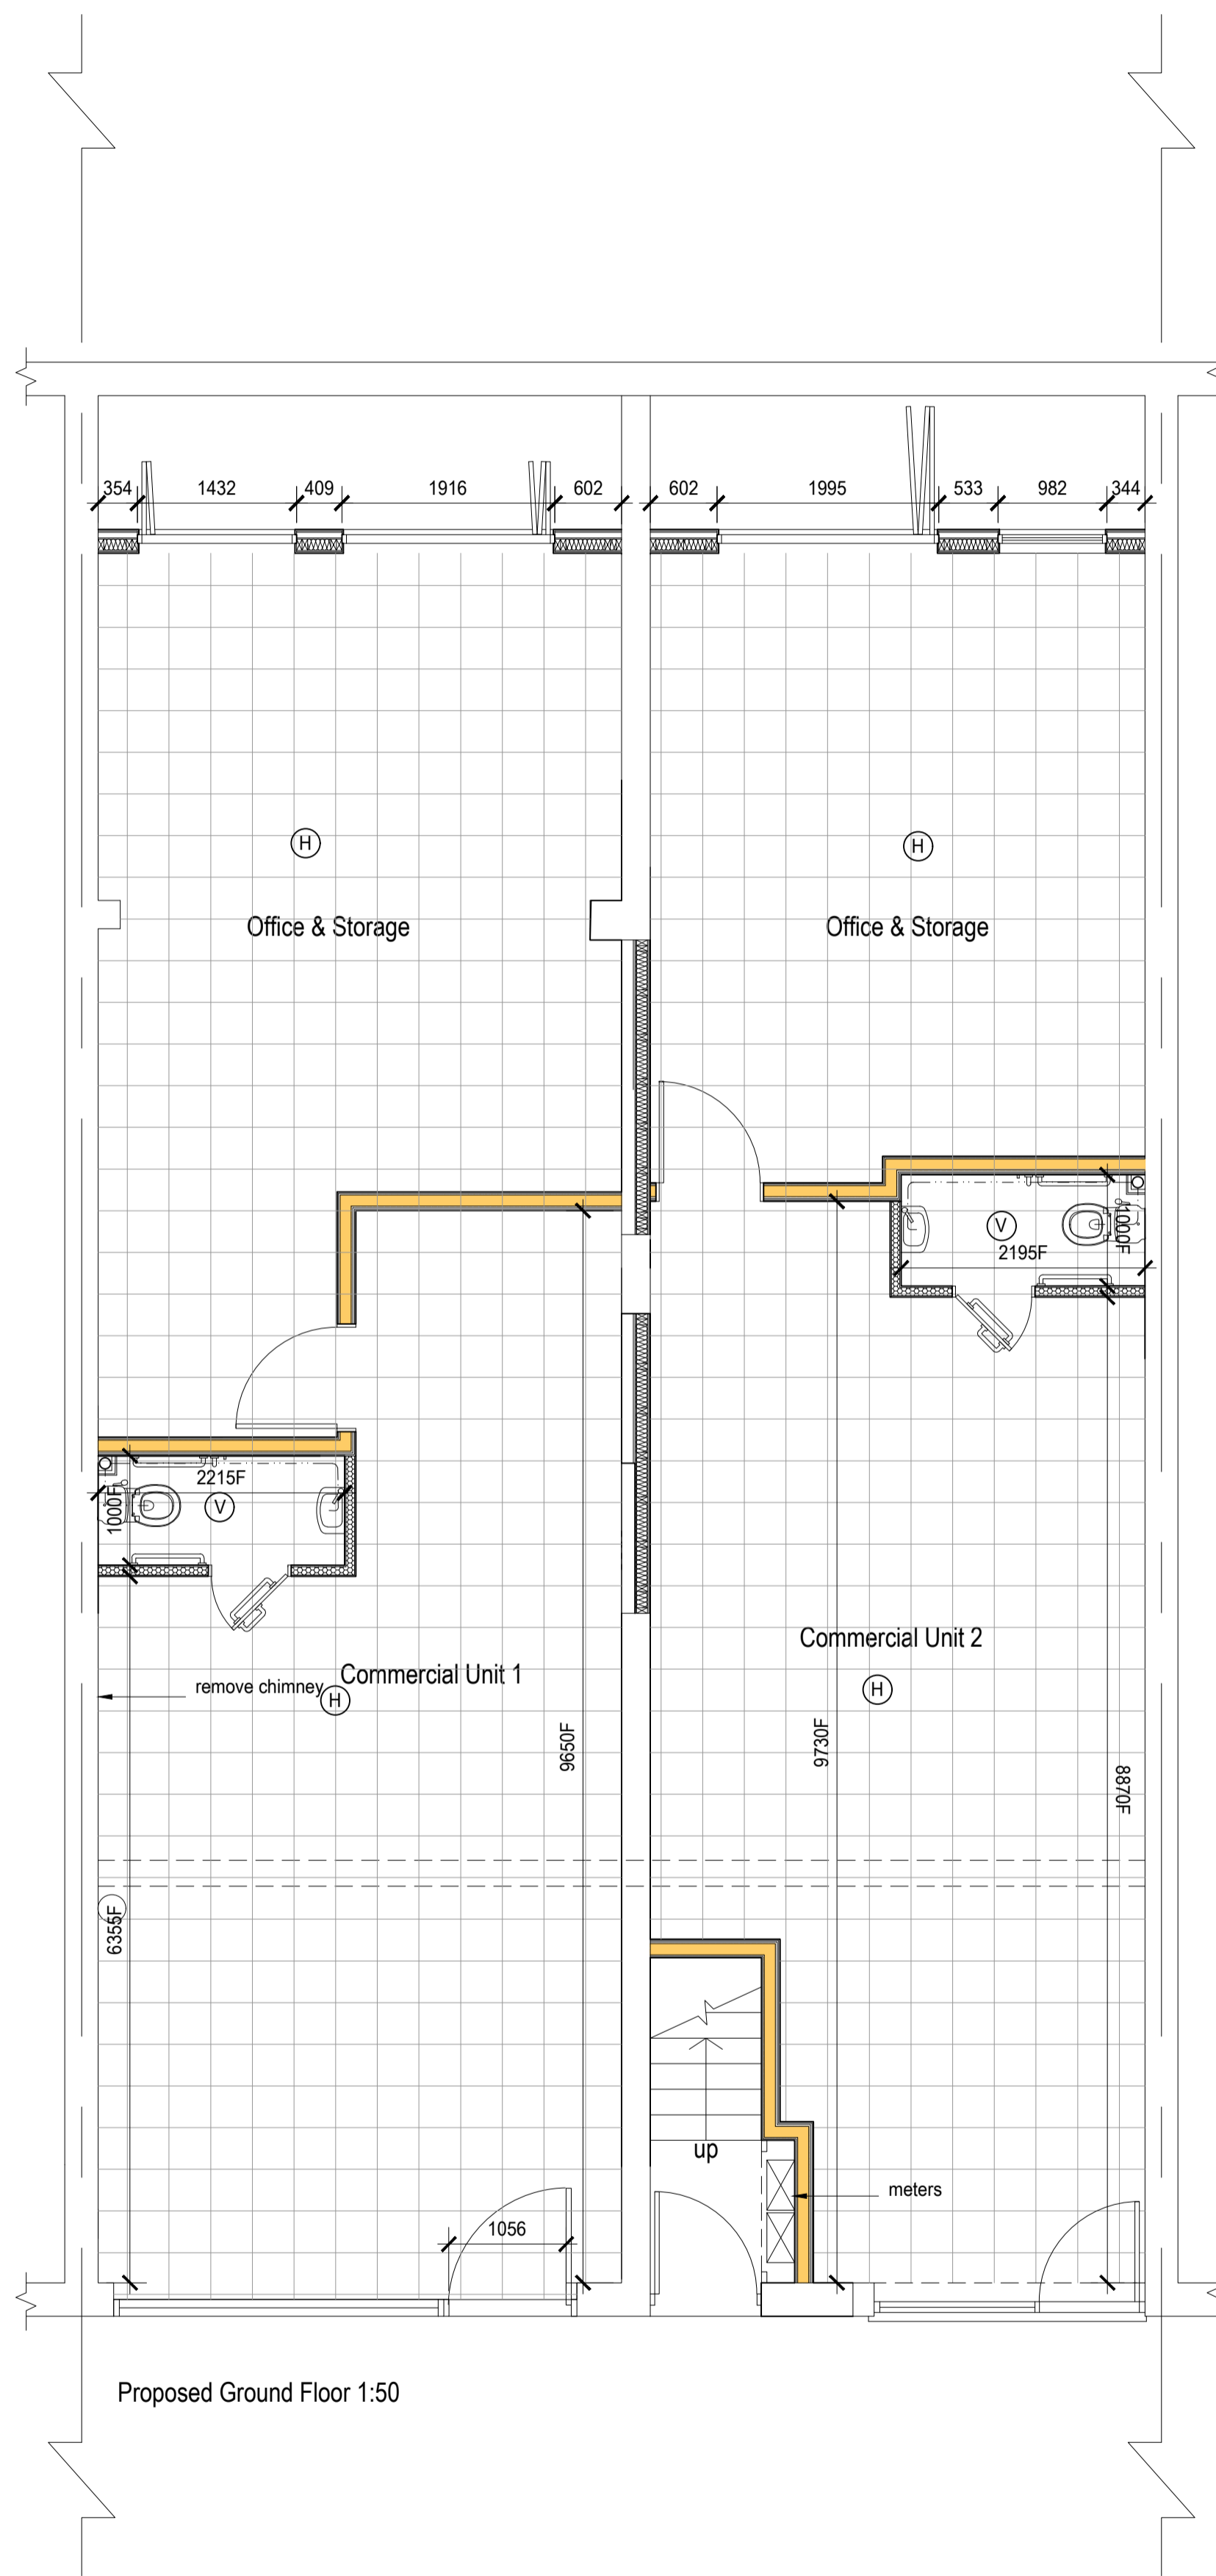 354 1432 409 1916 602 602 1995 533 982 344
H H
Office & Storage Office & Storage
V
1000F
2195F
2215F
V
1000F
Commercial Unit 2
Commercial Unit 1
remove chimney
H
H
9650F
9730F
8870F
6355F
up
meters
1056
Proposed Ground Floor 1:50